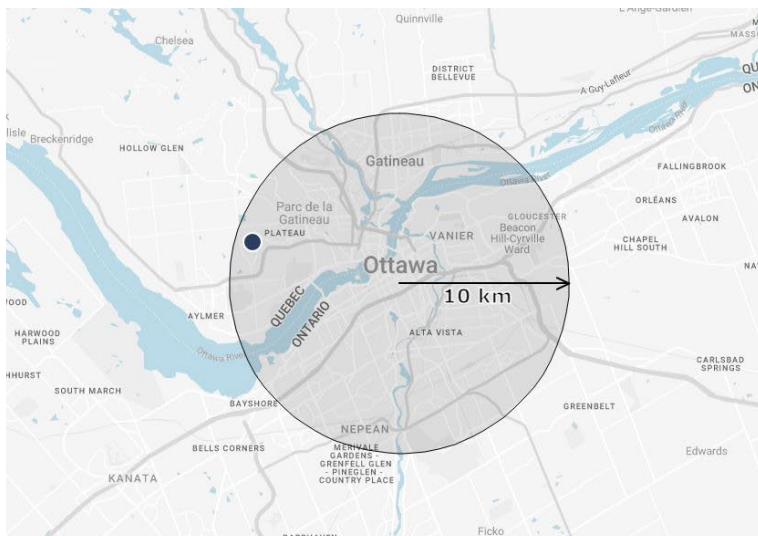 Quinnville
L'Ange-Gardien
Chelsea
DISTRICT
BELLEVUE
A Guy-Lafleur
QU
ON
Ottawa River
Breckenridge
HOLLOW GLEN
Gatineau
Ottawa River
FALLINGBROOK
Parc de la
Gatineau
PLATEAU
ORLÉANS
AVALON
GLOUCESTER
Beacon
Hill-Cyrville
Ward
VANIER
CHAPEL
HILL SOUTH
Ottawa
10 km
QUEBEC
ONTARIO
AYLMER
HARWOOD
PLAINS
Ottawa River
ALTA VISTA
CARLSBAD
SPRINGS
SOUTH MARCH
BAYSHORE
GREENBELT
NEPEAN
BELLS CORNERS
MERIVALE
GARDENS -
GRENFELL GLEN
- PINEGLEN -
COUNTRY PLACE
KANATA
Edwards
Ficko